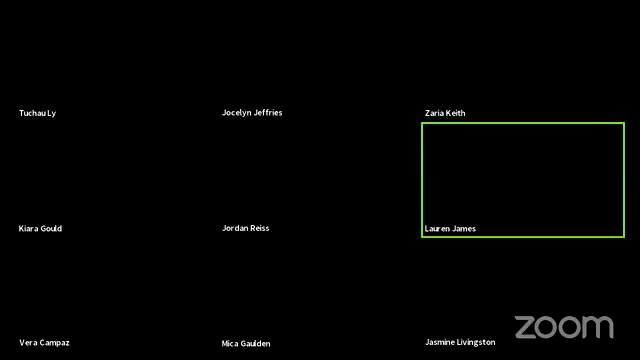 Tuchau Ly
Jocelyn Jeffries
Zaria Keith
Kiara Gould
Jordan Reiss
Lauren James
Vera Campaz
Mica Gaulden
Jasmine Livingston
zoom